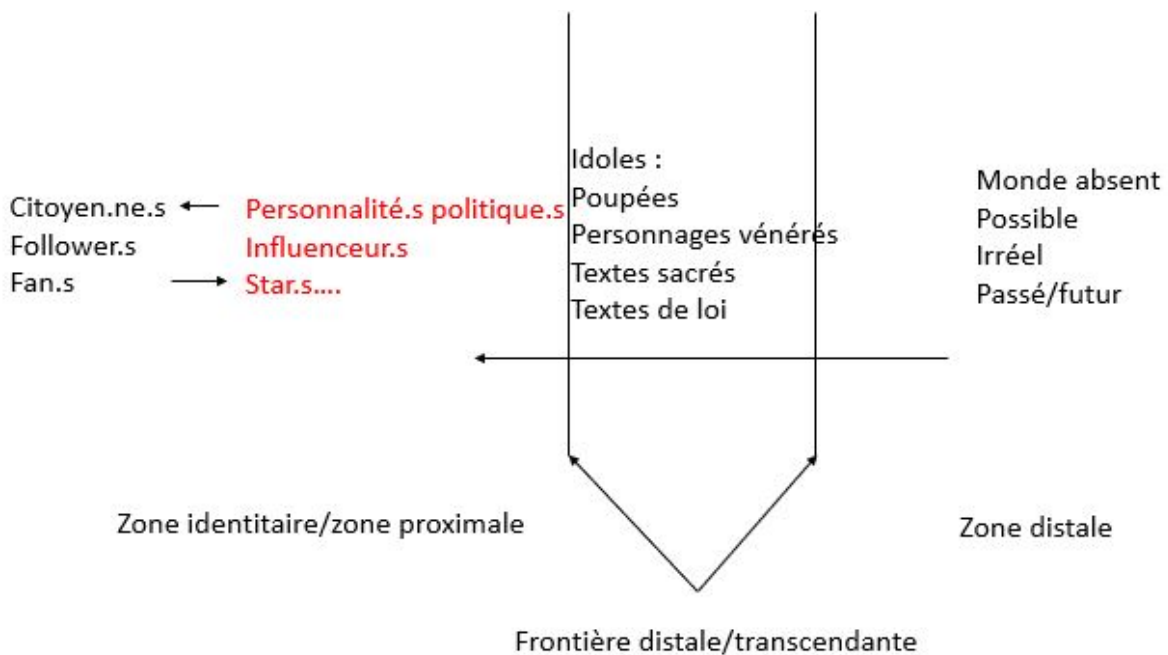 Citoyen.ne.s
Follower.s
Fan.s
Personnalité.s politique.s
Influenceur.s
Star.s....
Idoles :
Poupées
Personnages vénérés
Textes sacrés
Textes de loi
Monde absent
Possible
Irréel
Passé/futur
Zone identitaire/zone proximale
Zone distale
Frontière distale/transcendante